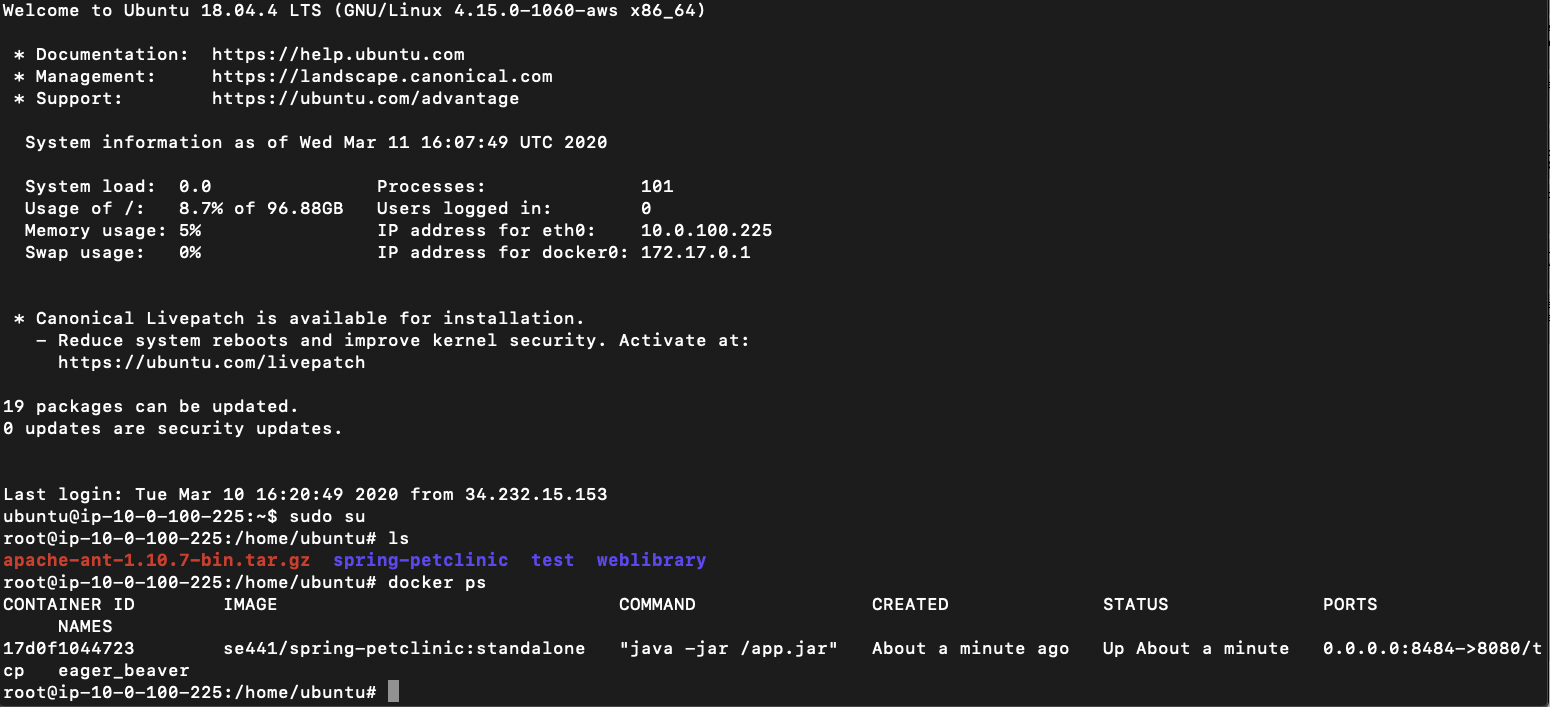 Welcome to Ubuntu 18.04.4 LTS (GNU/Linux 4.15.0-1060-aws x86_64)
* Documentation:  https://help.ubuntu.com
* Management:     https://landscape.canonical.com
* Support:        https://ubuntu.com/advantage
System information as of Wed Mar 11 16:07:49 UTC 2020
System load:  0.0               Processes:              101
Usage of /:   8.7% of 96.88GB   Users logged in:        0
Memory usage: 5%                IP address for eth0:    10.0.100.225
Swap usage:   0%                IP address for docker0: 172.17.0.1
* Canonical Livepatch is available for installation.
- Reduce system reboots and improve kernel security. Activate at:
https://ubuntu.com/livepatch
19 packages can be updated.
0 updates are security updates.
Last login: Tue Mar 10 16:20:49 2020 from 34.232.15.153
ubuntu@ip-10-0-100-225:~$ sudo su
root@ip-10-0-100-225:/home/ubuntu# ls
apache-ant-1.10.7-bin.tar.gz  spring-petclinic  test  weblibrary
root@ip-10-0-100-225:/home/ubuntu# docker ps
CONTAINER ID        IMAGE                               COMMAND                CREATED              STATUS              PORTS
NAMES
17d0f1044723        se441/spring-petclinic:standalone   "java -jar /app.jar"   About a minute ago   Up About a minute   0.0.0.0:8484->8080/t
cp   eager_beaver
root@ip-10-0-100-225:/home/ubuntu#